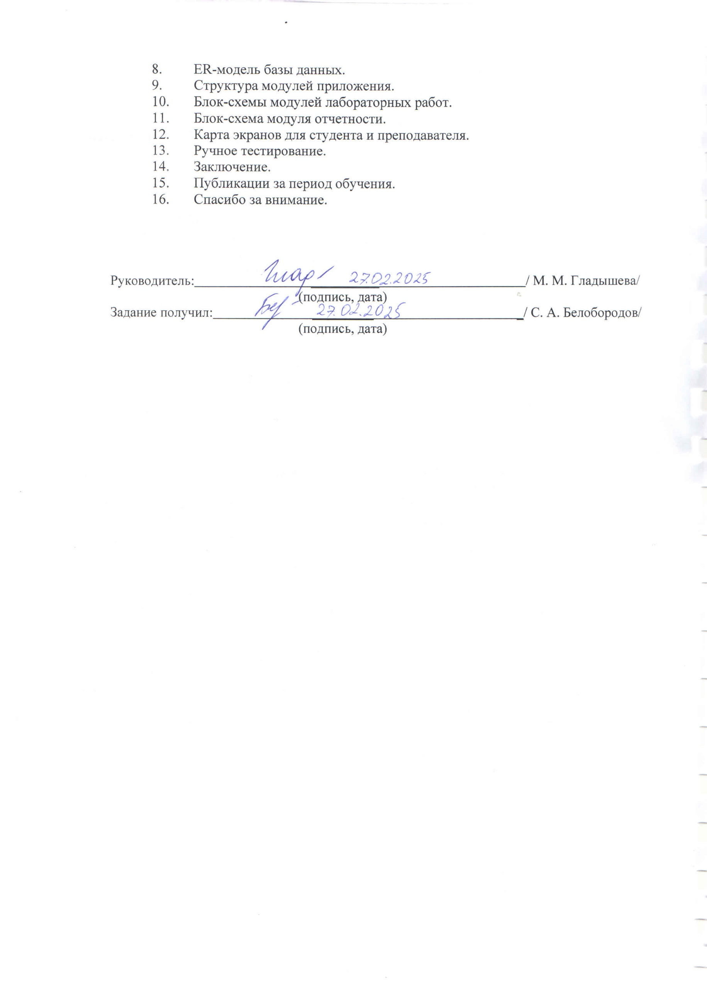 8. ER-модель базы данных.
9. Структура модулей приложения.
10. Блок-схемы модулей лабораторных работ.
11. Блок-схема модуля отчетности.
12. Карта экранов для студента и преподавателя.
13. Ручное тестирование.
14. Заключение.
15. Публикации за период обучения.
16. Спасибо за внимание.
Руководитель: 27.02.2025 / М. М. Гладышева/
(подпись, дата)
Задание получил: 27.02.2025 / С. А. Белобородов/
(подпись, дата)